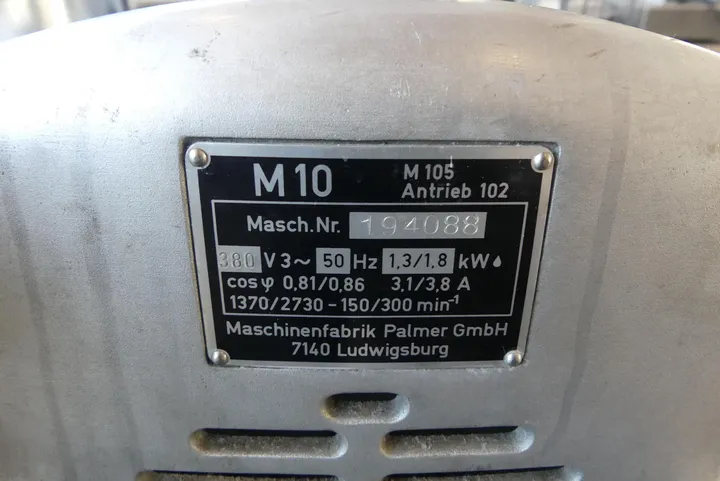 M 10
M 105
Antrieb 102
Masch.Nr. 194088
380 V 3~ 50 Hz 1,3/1,8 kW
cos φ 0,81/0,86 3,1/3,8 A
1370/2730 - 150/300 min⁻¹
Maschinenfabrik Palmer GmbH
7140 Ludwigsburg